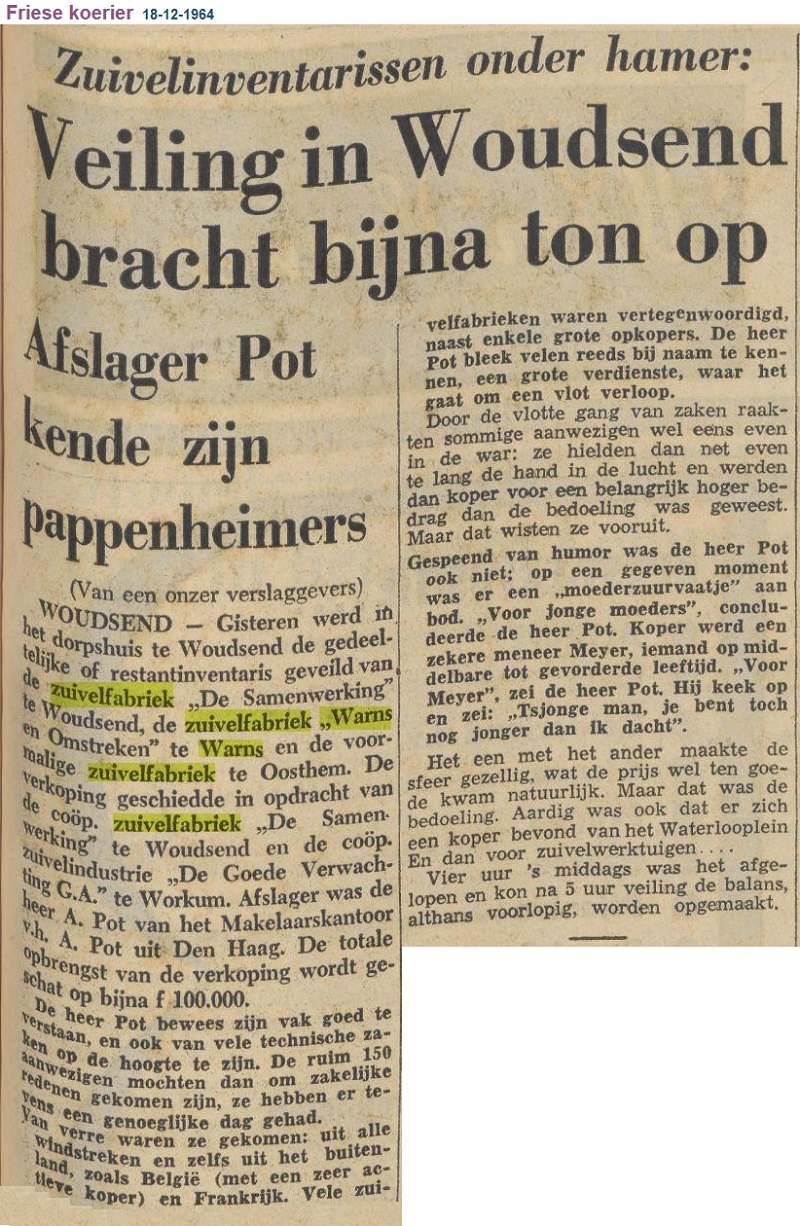 Friese koerier 18-12-1964
Zuivelinventarissen onder hamer:
Veiling in Woudsend
bracht bijna ton op
Afslager Pot
kende zijn
pappenheimers
(Van een onzer verslaggevers)
WOUDSEND — Gisteren werd in
het dorpshuis te Woudsend de gedeel-
telijke of restantinventaris geveild van
de zuivelfabriek „De Samenwerking”
te Woudsend, de zuivelfabriek „Warns
en Omstreken” te Warns en de voor-
malige zuivelfabriek te Oosthem. De
verkoping geschiedde in opdracht van
de coöp. zuivelfabriek „De Samen-
werking” te Woudsend en de coöp.
zuivelindustrie „De Goede Verwach-
ting G.A.” te Workum. Afslager was de
heer A. Pot van het Makelaarskantoor
v.h. A. Pot uit Den Haag. De totale
opbrengst van de verkoping wordt ge-
schat op bijna f 100.000.
De heer Pot bewees zijn vak goed te
verstaan, en ook van vele technische za-
ken op de hoogte te zijn. De ruim 150
aanwezigen mochten dan om zakelijke
redenen gekomen zijn, ze hebben er te-
vens een genoeglijke dag gehad.
Van verre waren ze gekomen: uit alle
windstreken en zelfs uit het buiten-
land, zoals België (met een zeer ac-
tieve koper) en Frankrijk. Vele zui-
velfabrieken waren vertegenwoordigd,
naast enkele grote opkopers. De heer
Pot bleek velen reeds bij naam te ken-
nen, een grote verdienste, waar het
gaat om een vlot verloop.
Door de vlotte gang van zaken raak-
ten sommige aanwezigen wel eens even
in de war: ze hielden dan net even
te lang de hand in de lucht en werden
dan koper voor een belangrijk hoger be-
drag dan de bedoeling was geweest.
Maar dat wisten ze vooruit.
Gespeend van humor was de heer Pot
ook niet; op een gegeven moment
was er een „moederzuurvaatje” aan
bod. „Voor jonge moeders”, conclu-
deerde de heer Pot. Koper werd een
zekere meneer Meyer, iemand op mid-
delbare tot gevorderde leeftijd. „Voor
Meyer”, zei de heer Pot. Hij keek op
en zei: „Tsjonge man, je bent toch
nog jonger dan ik dacht”.
Het een met het ander maakte de
sfeer gezellig, wat de prijs wel ten goe-
de kwam natuurlijk. Maar dat was de
bedoeling. Aardig was ook dat er zich
een koper bevond van het Waterlooplein
En dan voor zuivelwerktuigen....
Vier uur 's middags was het afge-
lopen en kon na 5 uur veiling de balans,
althans voorlopig, worden opgemaakt.